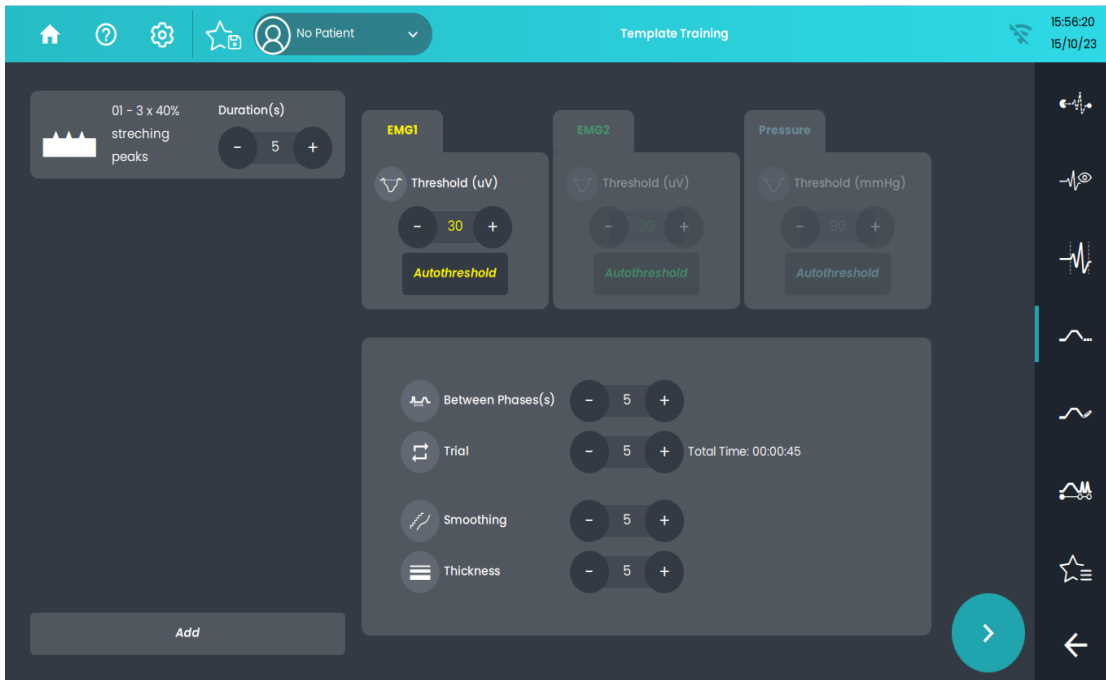 No Patient
Template Training
15:56:20
15/10/23
01 - 3 x 40%
streching
peaks
Duration(s)
- 5 +
Add
EMG1
Threshold (uV)
- 30 +
Autothreshold
EMG2
Threshold (uV)
- 30 +
Autothreshold
Pressure
Threshold (mmHg)
- 90 +
Autothreshold
Between Phases(s) - 5 +
Trial - 5 + Total Time: 00:00:45
Smoothing - 5 +
Thickness - 5 +